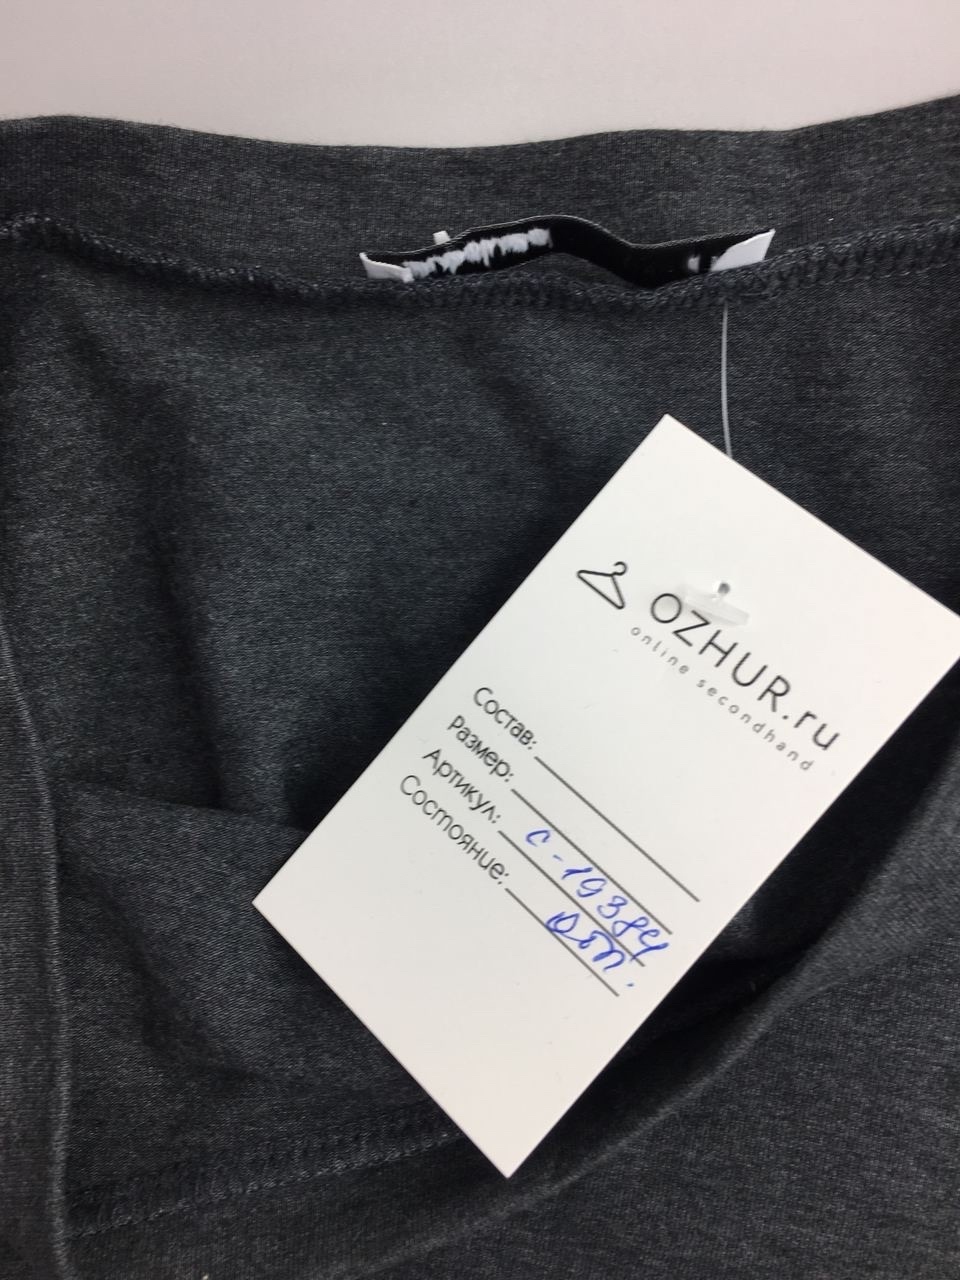 OZHUR.ru
online secondhand
Состав:
Размер:
Артикул: С-19384
Состояние: